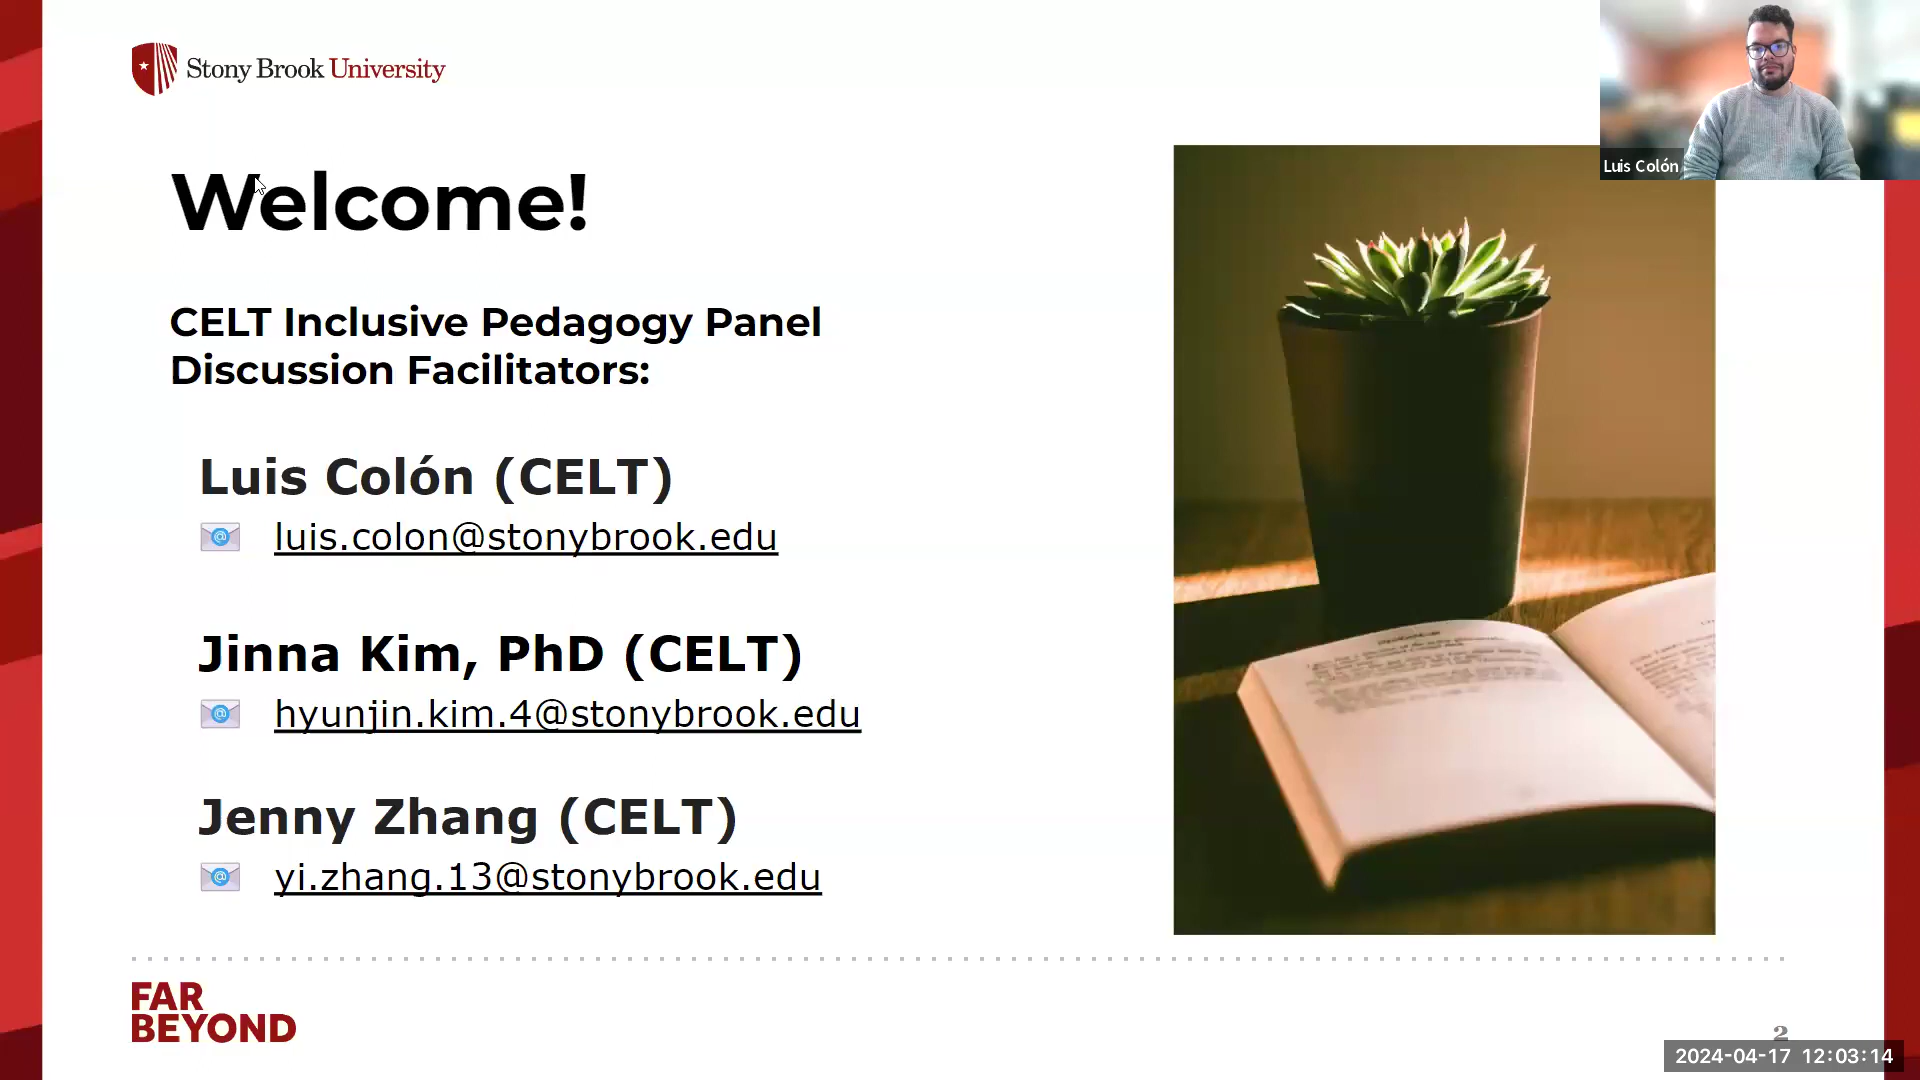 Stony Brook University
Luis Colón
Welcome!
CELT Inclusive Pedagogy Panel
Discussion Facilitators:
Luis Colón (CELT)
luis.colon@stonybrook.edu
Jinna Kim, PhD (CELT)
hyunjin.kim.4@stonybrook.edu
Jenny Zhang (CELT)
yi.zhang.13@stonybrook.edu
FAR
BEYOND
2
2024-04-17 12:03:14